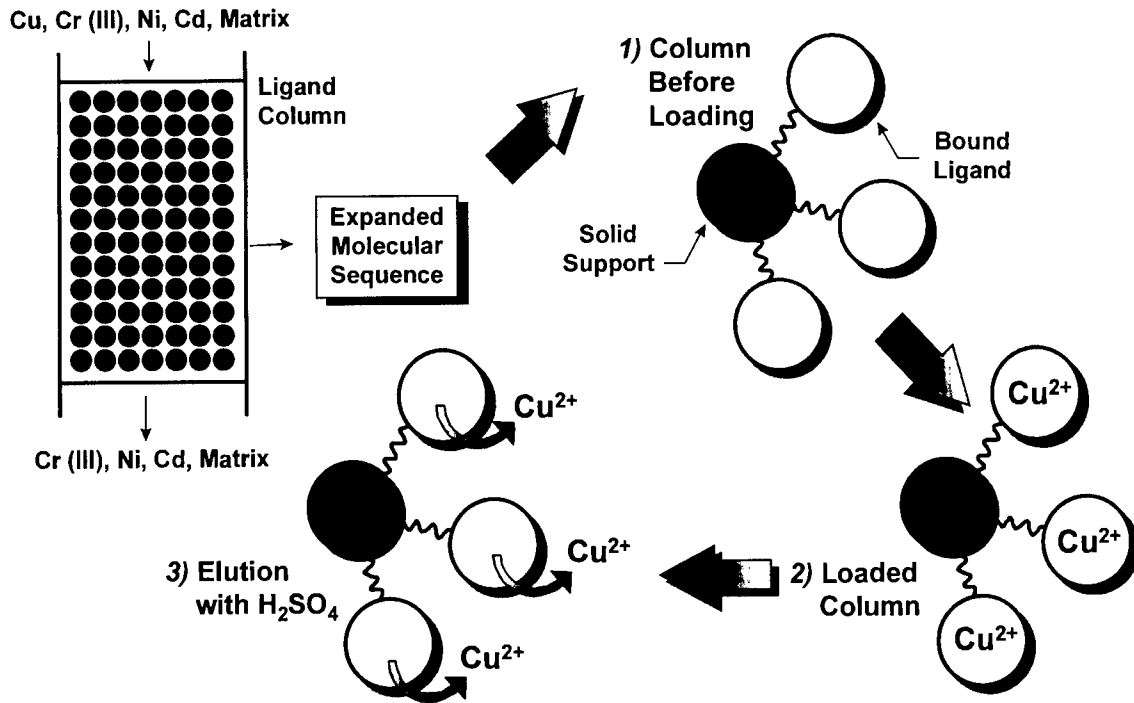 Cu, Cr (III), Ni, Cd, Matrix
Ligand
Column
Expanded
Molecular
Sequence
Cr (III), Ni, Cd, Matrix
1) Column
Before
Loading
Bound
Ligand
Solid
Support
Cu²⁺
Cu²⁺
Cu²⁺
2) Loaded
Column
Cu²⁺
Cu²⁺
Cu²⁺
3) Elution
with H₂SO₄